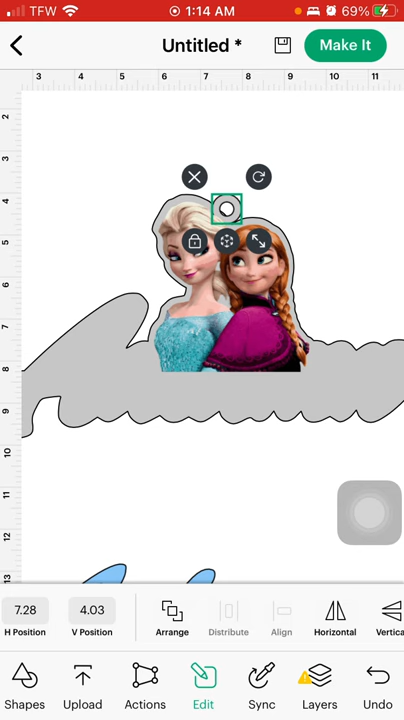 TFW 1:14 AM 69%
Untitled * Make It
3 4 5 6 7 8 9 10 11
2
3
4
5
6
7
8
9
10
11
12
13
7.28 4.03
H Position V Position Arrange Distribute Align Horizontal Vertica
Shapes Upload Actions Edit Sync Layers Undo